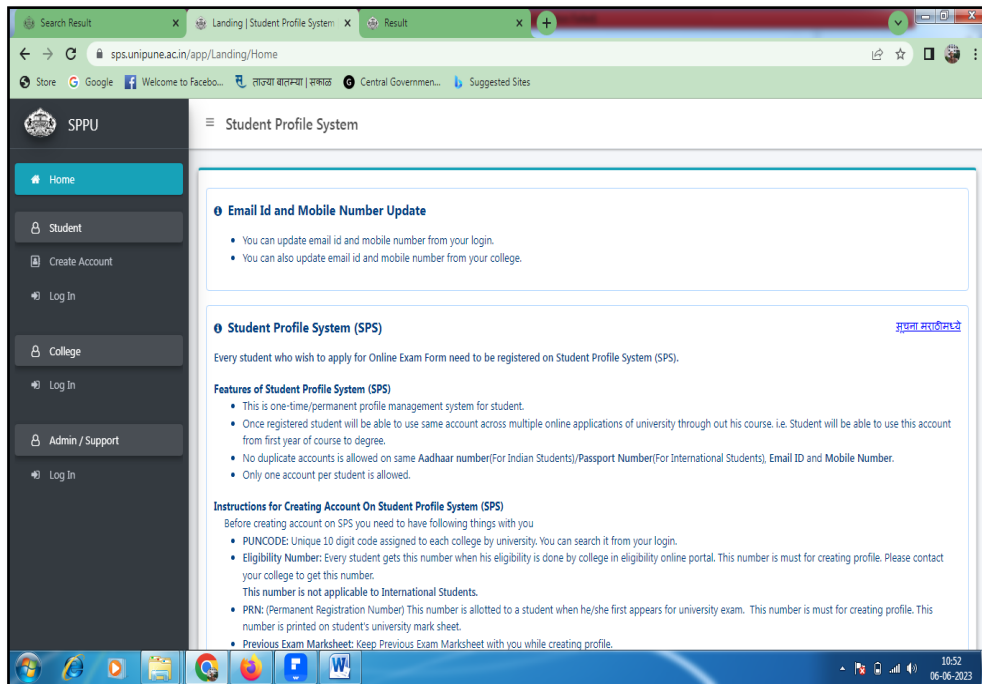 Search Result
Landing | Student Profile System
Result
sps.unipune.ac.in/app/Landing/Home
Store Google Welcome to Facebo... ताज्या बातम्या | सकाळ Central Governmen... Suggested Sites
SPPU
Student Profile System
Home
Student
Create Account
Log In
College
Log In
Admin / Support
Log In
Email Id and Mobile Number Update
• You can update email id and mobile number from your login.
• You can also update email id and mobile number from your college.
Student Profile System (SPS)
सूचना मराठीमध्ये
Every student who wish to apply for Online Exam Form need to be registered on Student Profile System (SPS).
Features of Student Profile System (SPS)
• This is one-time/permanent profile management system for student.
• Once registered student will be able to use same account across multiple online applications of university through out his course. i.e. Student will be able to use this account
from first year of course to degree.
• No duplicate accounts is allowed on same Aadhaar number(For Indian Students)/Passport Number(For International Students), Email ID and Mobile Number.
• Only one account per student is allowed.
Instructions for Creating Account On Student Profile System (SPS)
Before creating account on SPS you need to have following things with you
• PUNCODE: Unique 10 digit code assigned to each college by university. You can search it from your login.
• Eligibility Number: Every student gets this number when his eligibility is done by college in eligibility online portal. This number is must for creating profile. Please contact
your college to get this number.
This number is not applicable to International Students.
• PRN: (Permanent Registration Number) This number is allotted to a student when he/she first appears for university exam. This number is must for creating profile. This
number is printed on student's university mark sheet.
• Previous Exam Marksheet: Keep Previous Exam Marksheet with you while creating profile.
10:52
06-06-2023